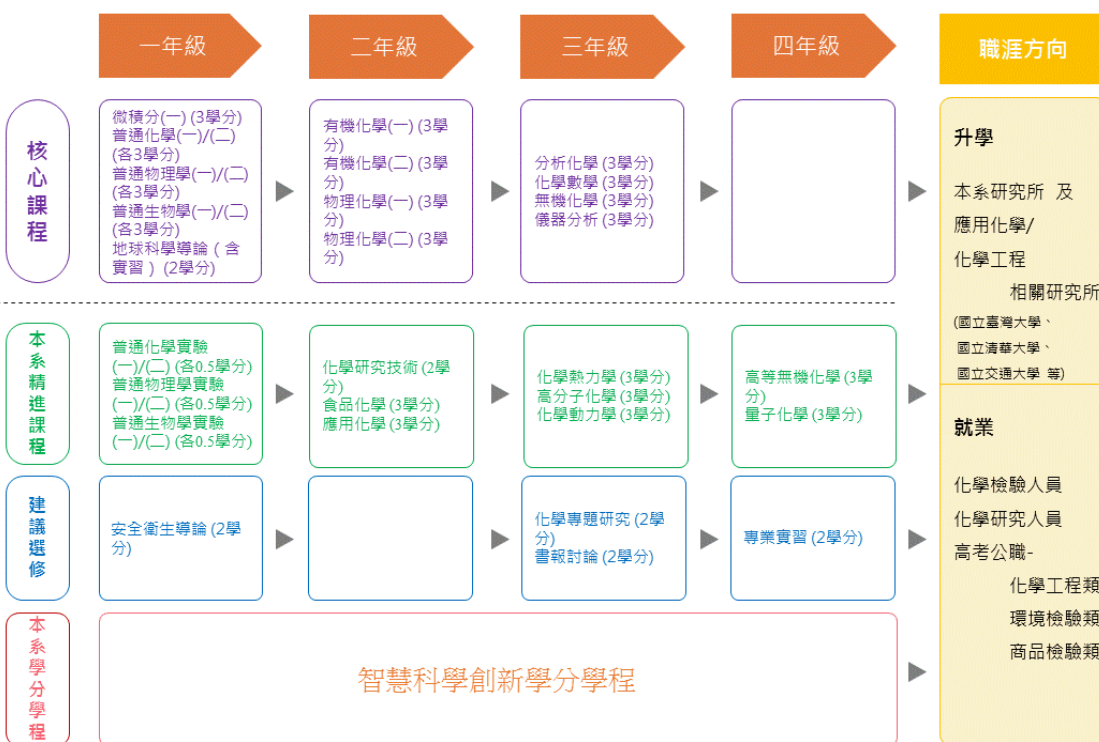 一年級
二年級
三年級
四年級
職涯方向
核心課程
微積分(一) (3學分)
普通化學(一)/(二)
(各3學分)
普通物理學(一)/(二)
(各3學分)
普通生物學(一)/(二)
(各3學分)
地球科學導論（含
實習）(2學分)
有機化學(一) (3學
分)
有機化學(二) (3學
分)
物理化學(一) (3學
分)
物理化學(二) (3學
分)
分析化學 (3學分)
化學數學 (3學分)
無機化學 (3學分)
儀器分析 (3學分)
本系精進課程
普通化學實驗
(一)/(二) (各0.5學分)
普通物理學實驗
(一)/(二) (各0.5學分)
普通生物學實驗
(一)/(二) (各0.5學分)
化學研究技術 (2學
分)
食品化學 (3學分)
應用化學 (3學分)
化學熱力學 (3學分)
高分子化學 (3學分)
化學動力學 (3學分)
高等無機化學 (3學
分)
量子化學 (3學分)
建議選修
安全衛生導論 (2學
分)
化學專題研究 (2學
分)
書報討論 (2學分)
專業實習 (2學分)
本系學分學程
智慧科學創新學分學程
升學
本系研究所 及
應用化學/
化學工程
相關研究所
(國立臺灣大學、
國立清華大學、
國立交通大學 等)
就業
化學檢驗人員
化學研究人員
高考公職-
化學工程類
環境檢驗類
商品檢驗類